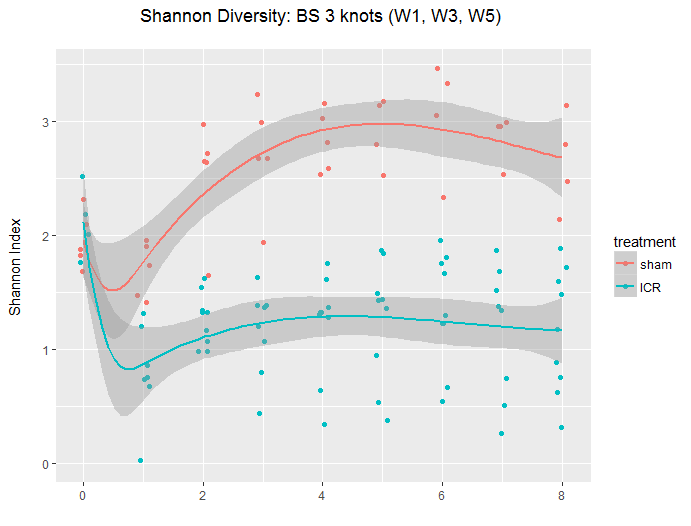 Shannon Diversity: BS 3 knots (W1, W3, W5)
Shannon Index
3
2
1
0
0 2 4 6 8
treatment
sham
ICR